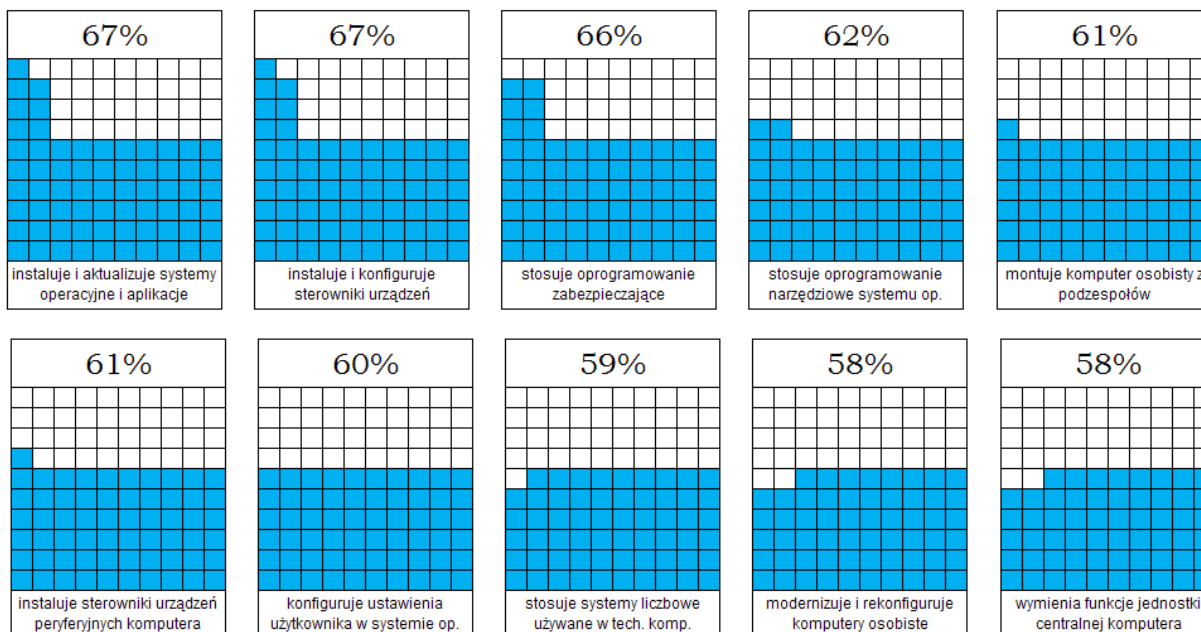 67%
67%
66%
62%
61%
instaluje i aktualizuje systemy
operacyjne i aplikacje
instaluje i konfiguruje
sterowniki urządzeń
stosuje oprogramowanie
zabezpieczające
stosuje oprogramowanie
narzędziowe systemu op.
montuje komputer osobisty z
podzespołów
61%
60%
59%
58%
58%
instaluje sterowniki urządzeń
peryferyjnych komputera
konfiguruje ustawienia
użytkownika w systemie op.
stosuje systemy liczbowe
używane w tech. komp.
modernizuje i rekonfiguruje
komputery osobiste
wymienia funkcje jednostki
centralnej komputera